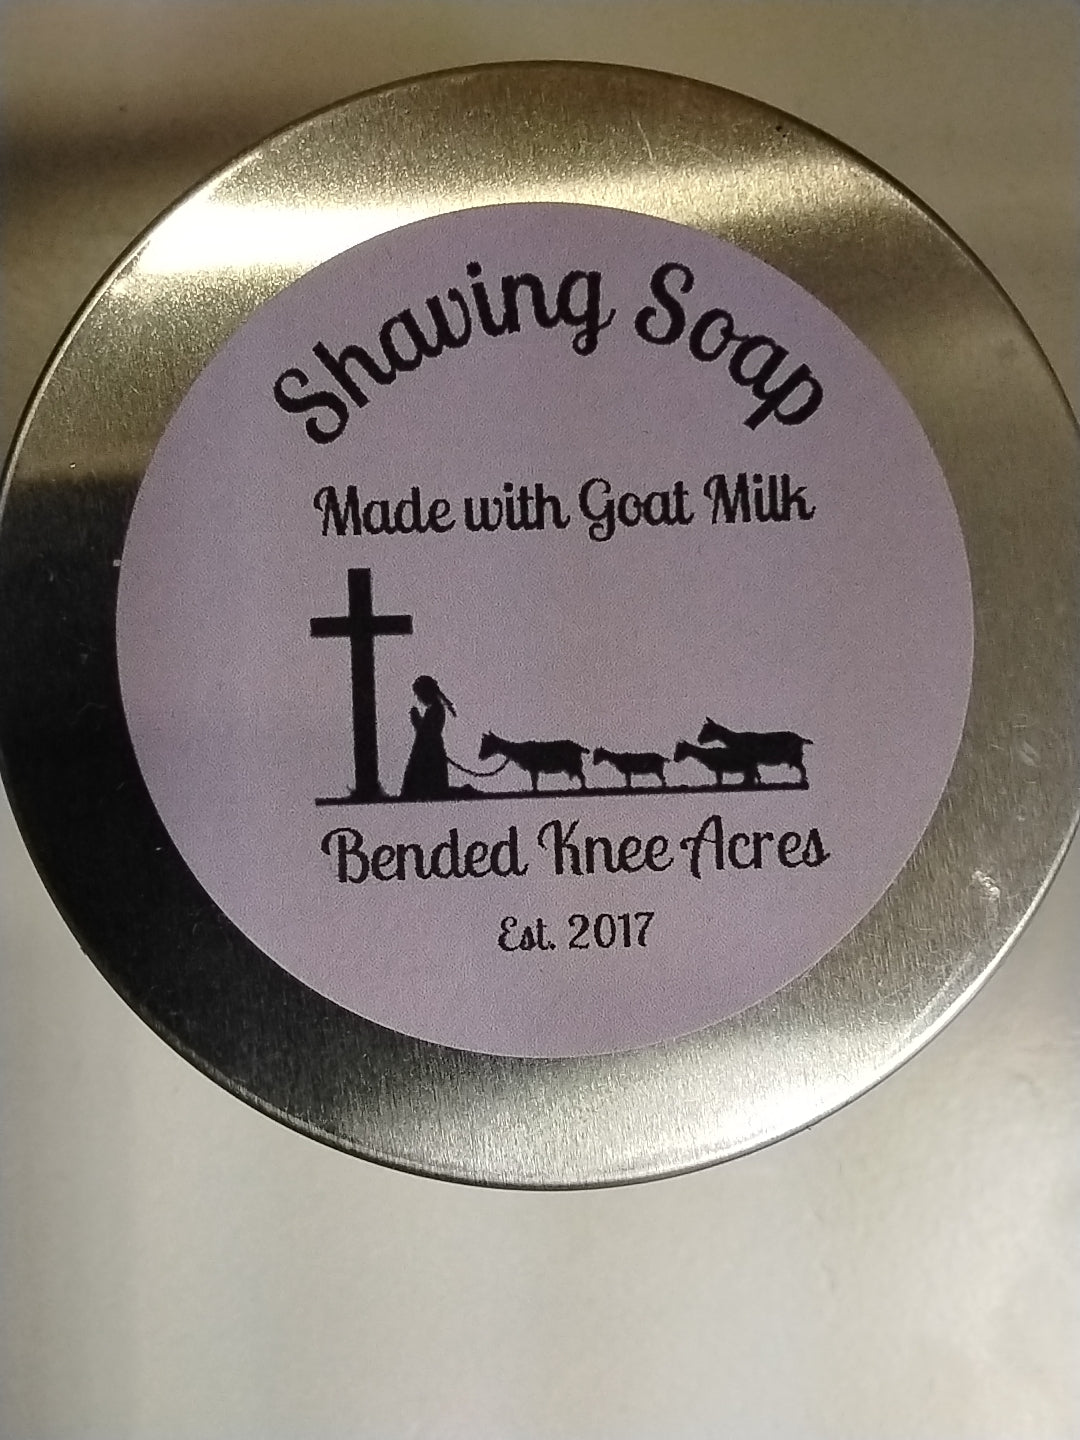 Shaving Soap
Made with Goat Milk
Bended Knee Acres
Est. 2017